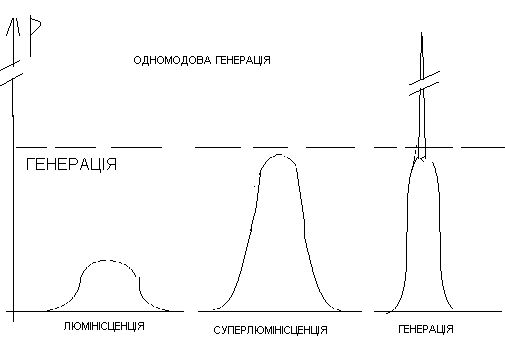 P
ОДНОМОДОВА ГЕНЕРАЦІЯ
ГЕНЕРАЦІЯ
ЛЮМІНІСЦЕНЦІЯ
СУПЕРЛЮМІНІСЦЕНЦІЯ
ГЕНЕРАЦІЯ